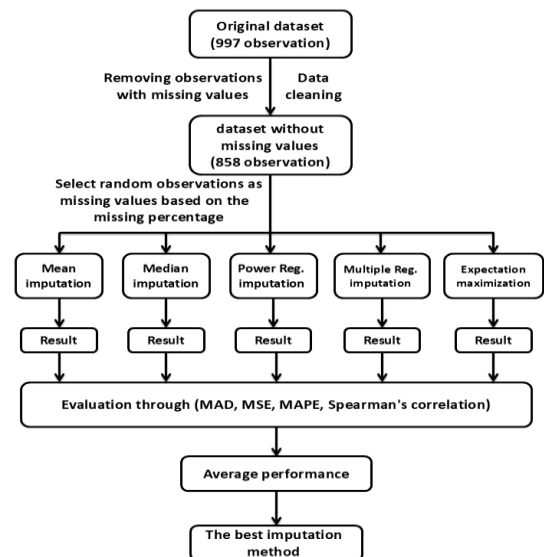 Original dataset
(997 observation)
Removing observations
with missing values
Data
cleaning
dataset without
missing values
(858 observation)
Select random observations as
missing values based on the
missing percentage
Mean
imputation
Median
imputation
Power Reg.
imputation
Multiple Reg.
imputation
Expectation
maximization
Result
Result
Result
Result
Result
Evaluation through (MAD, MSE, MAPE, Spearman's correlation)
Average performance
The best imputation
method